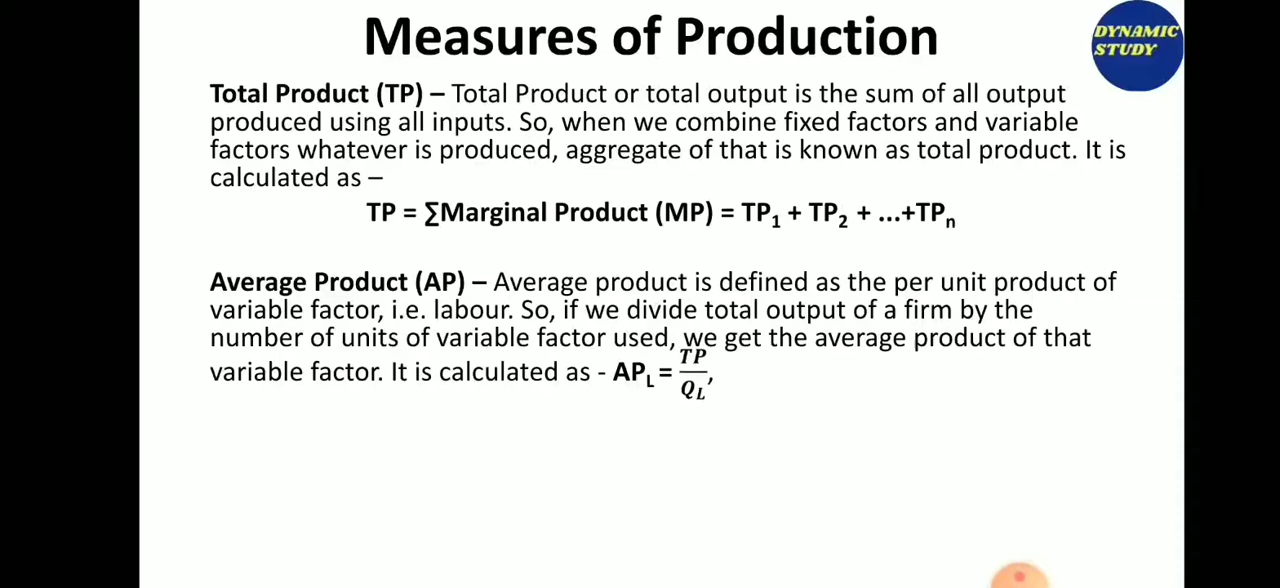 Measures of Production
DYNAMIC
STUDY
Total Product (TP) – Total Product or total output is the sum of all output
produced using all inputs. So, when we combine fixed factors and variable
factors whatever is produced, aggregate of that is known as total product. It is
calculated as –
TP = ∑Marginal Product (MP) = TP₁ + TP₂ + ...+TPₙ
Average Product (AP) – Average product is defined as the per unit product of
variable factor, i.e. labour. So, if we divide total output of a firm by the
number of units of variable factor used, we get the average product of that
variable factor. It is calculated as - AP_L = TP/Q_L,